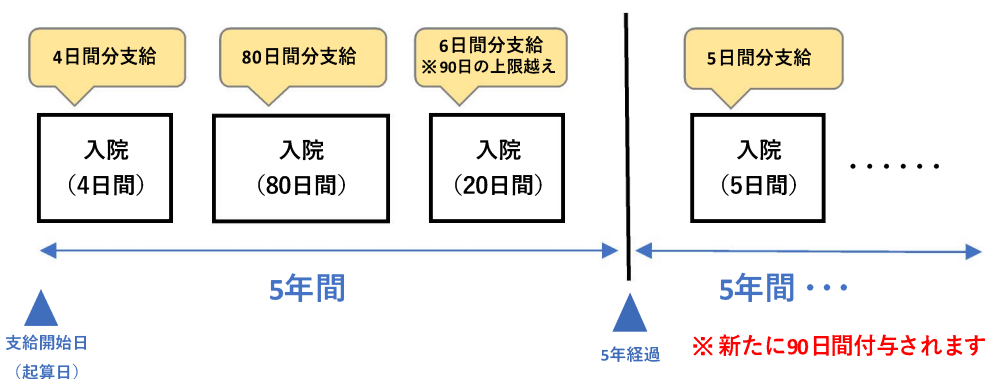 4日間分支給
80日間分支給
6日間分支給
※90日の上限越え
5日間分支給
入院
（4日間）
入院
（80日間）
入院
（20日間）
入院
（5日間）
・・・・・・
5年間
5年間・・・
支給開始日
（起算日）
5年経過
※新たに90日間付与されます